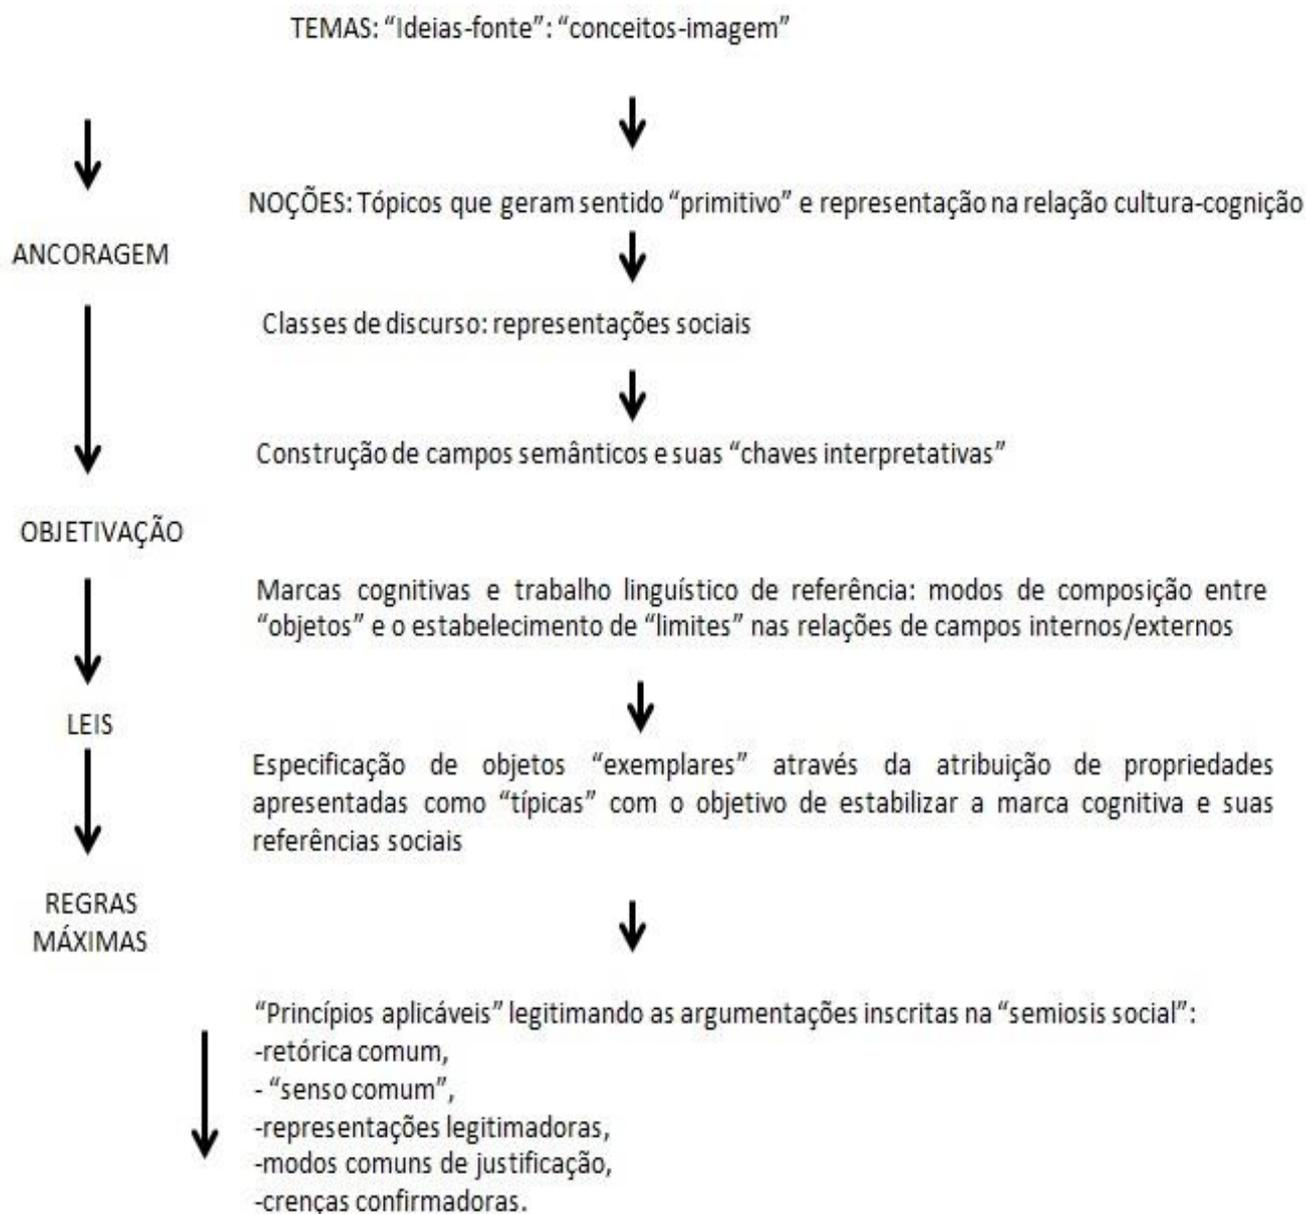 TEMAS: “Ideias-fonte”: “conceitos-imagem”
NOÇÕES: Tópicos que geram sentido “primitivo” e representação na relação cultura-cognição
ANCORAGEM
Classes de discurso: representações sociais
Construção de campos semânticos e suas “chaves interpretativas”
OBJETIVAÇÃO
Marcas cognitivas e trabalho linguístico de referência: modos de composição entre
“objetos” e o estabelecimento de “limites” nas relações de campos internos/externos
LEIS
Especificação de objetos “exemplares” através da atribuição de propriedades
apresentadas como “típicas” com o objetivo de estabilizar a marca cognitiva e suas
referências sociais
REGRAS
MÁXIMAS
“Princípios aplicáveis” legitimando as argumentações inscritas na “semiosis social”:
-retórica comum,
- “senso comum”,
-representações legitimadoras,
-modos comuns de justificação,
-crenças confirmadoras.